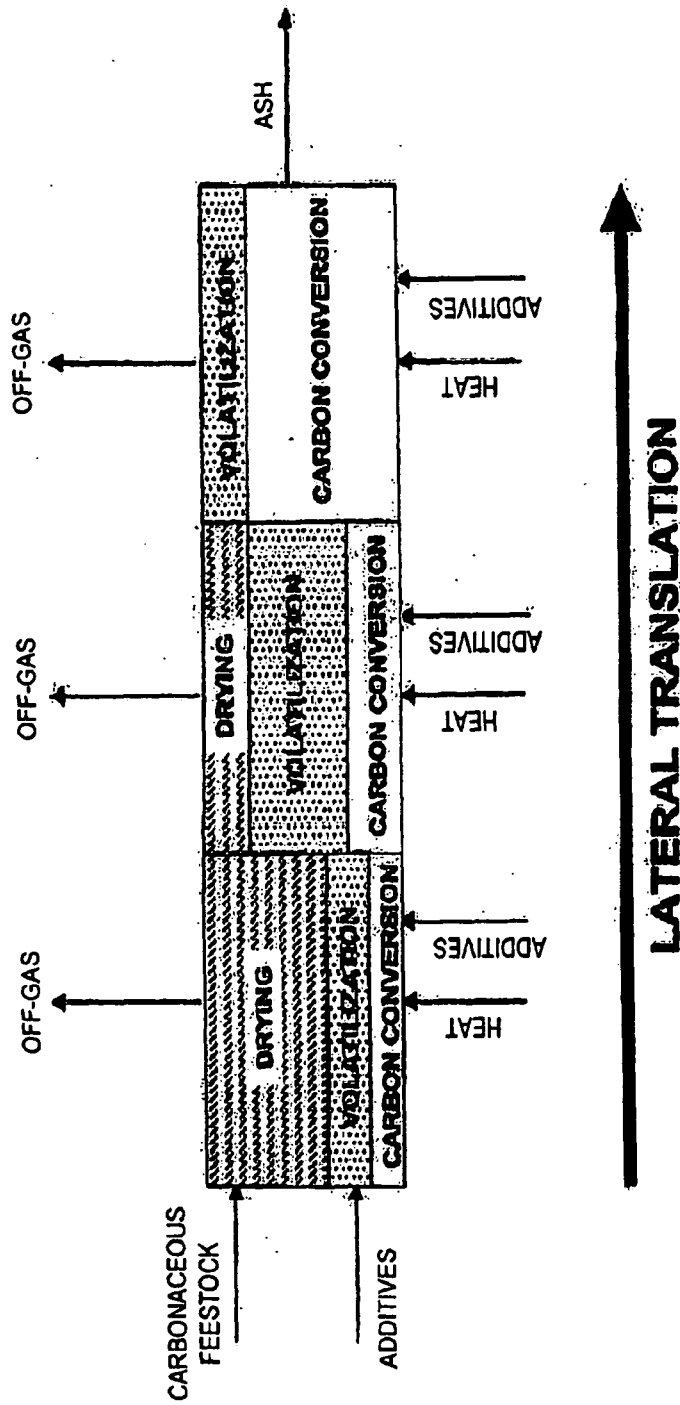 OFF-GAS
OFF-GAS
OFF-GAS
CARBONACEOUS
FEESTOCK
ADDITIVES
DRYING
VOLATILIZATION
CARBON CONVERSION
DRYING
VOLATILIZATION
CARBON CONVERSION
VOLATILIZATION
CARBON CONVERSION
ASH
HEAT
ADDITIVES
HEAT
ADDITIVES
HEAT
ADDITIVES
LATERAL TRANSLATION